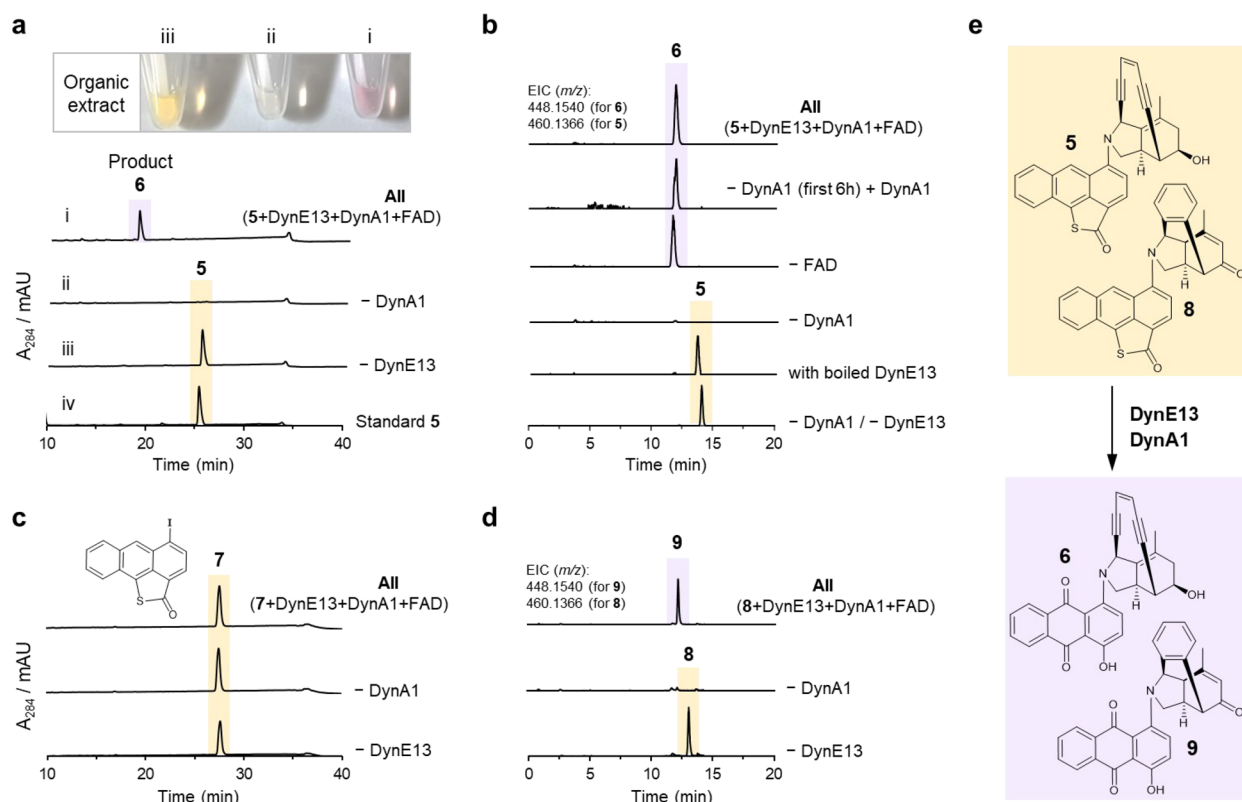 a
iii ii i
Organic
extract
Product
6
All
(5+DynE13+DynA1+FAD)
i
5
ii
– DynA1
iii
– DynE13
iv
Standard 5
A284 / mAU
10 20 30 40
Time (min)
b
EIC (m/z):
448.1540 (for 6)
460.1366 (for 5)
6
All
(5+DynE13+DynA1+FAD)
– DynA1 (first 6h) + DynA1
– FAD
5
– DynA1
with boiled DynE13
– DynA1 / – DynE13
0 5 10 15 20
Time (min)
c
I
S
O
7
All
(7+DynE13+DynA1+FAD)
– DynA1
– DynE13
A284 / mAU
10 20 30 40
Time (min)
d
EIC (m/z):
448.1540 (for 9)
460.1366 (for 8)
9
All
(8+DynE13+DynA1+FAD)
8
– DynA1
– DynE13
0 5 10 15 20
Time (min)
e
5
N
H
OH
S
O
N
O
H
8
S
O
DynE13
DynA1
6
N
H
OH
O
O
OH
N
O
H
O
9
O
OH